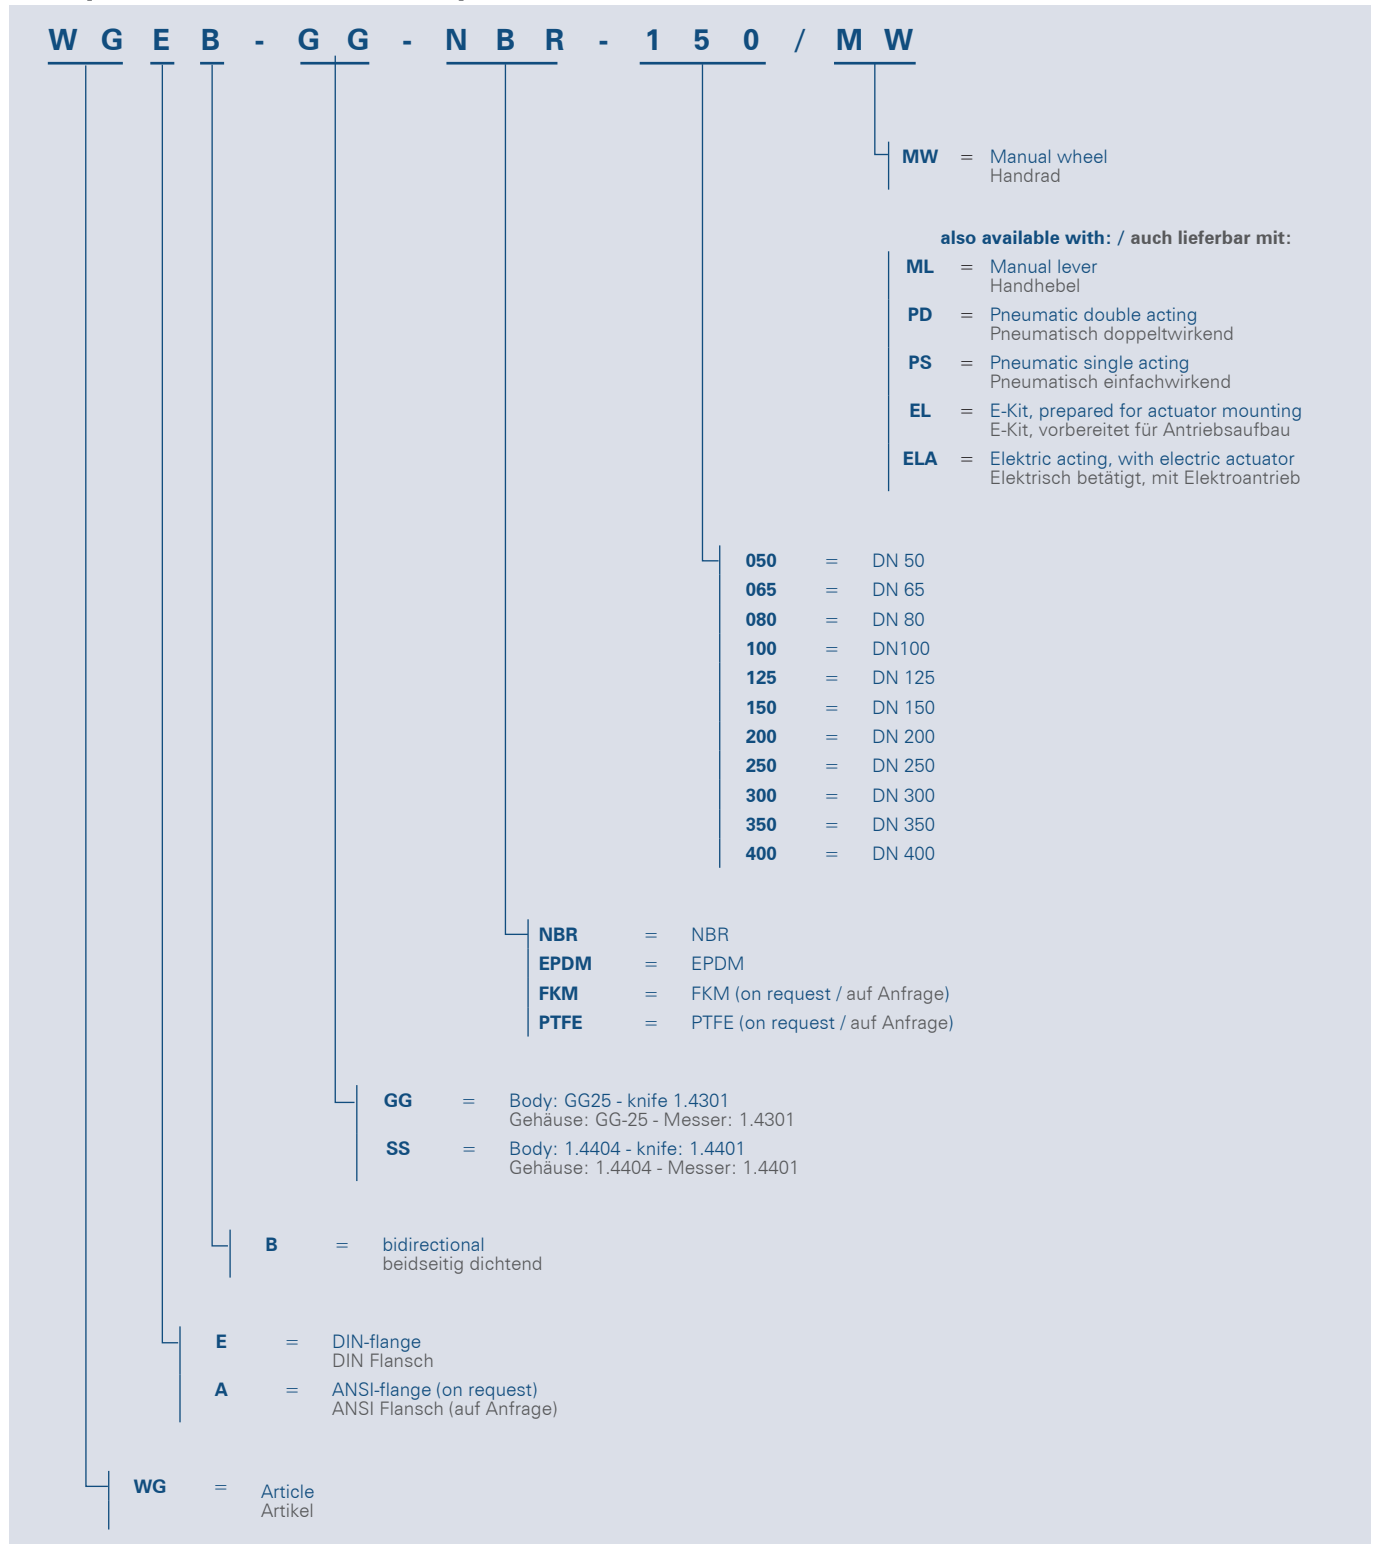 W G E B - G G - N B R - 1 5 0 / M W
MW = Manual wheel
Handrad
also available with: / auch lieferbar mit:
ML = Manual lever
Handhebel
PD = Pneumatic double acting
Pneumatisch doppeltwirkend
PS = Pneumatic single acting
Pneumatisch einfachwirkend
EL = E-Kit, prepared for actuator mounting
E-Kit, vorbereitet für Antriebsaufbau
ELA = Elektric acting, with electric actuator
Elektrisch betätigt, mit Elektroantrieb
050 = DN 50
065 = DN 65
080 = DN 80
100 = DN100
125 = DN 125
150 = DN 150
200 = DN 200
250 = DN 250
300 = DN 300
350 = DN 350
400 = DN 400
NBR = NBR
EPDM = EPDM
FKM = FKM (on request / auf Anfrage)
PTFE = PTFE (on request / auf Anfrage)
GG = Body: GG25 - knife 1.4301
Gehäuse: GG-25 - Messer: 1.4301
SS = Body: 1.4404 - knife: 1.4401
Gehäuse: 1.4404 - Messer: 1.4401
B = bidirectional
beidseitig dichtend
E = DIN-flange
DIN Flansch
A = ANSI-flange (on request)
ANSI Flansch (auf Anfrage)
WG = Article
Artikel